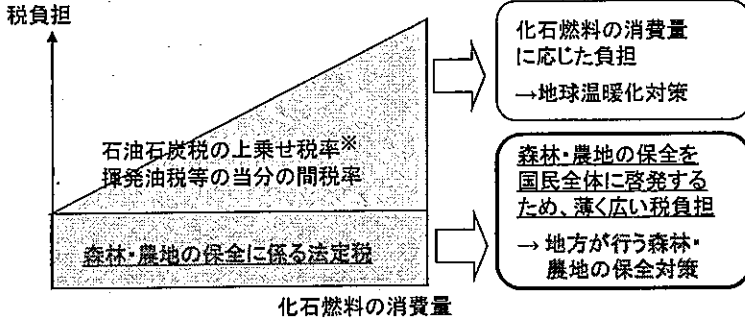 税負担
石油石炭税の上乗せ税率※
揮発油税等の当分の間税率
森林・農地の保全に係る法定税
化石燃料の消費量
化石燃料の消費量
に応じた負担
→地球温暖化対策
森林・農地の保全を
国民全体に啓発する
ため、薄く広い税負担
→ 地方が行う森林・
農地の保全対策